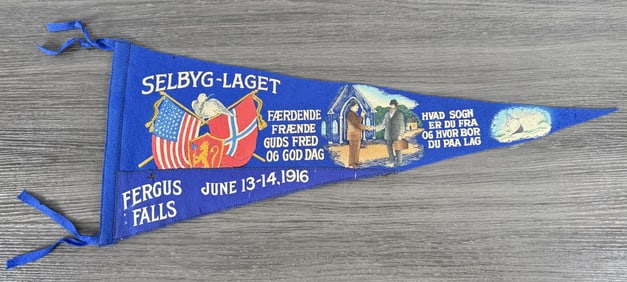 SELBYG-LAGET
FÆRDENDE
FRÆNDE
GUDS FRED
OG GOD DAG
HVAD SOGN
ER DU FRA
OG HVOR BOR
DU PAA LAG
FERGUS
FALLS
JUNE 13-14, 1916